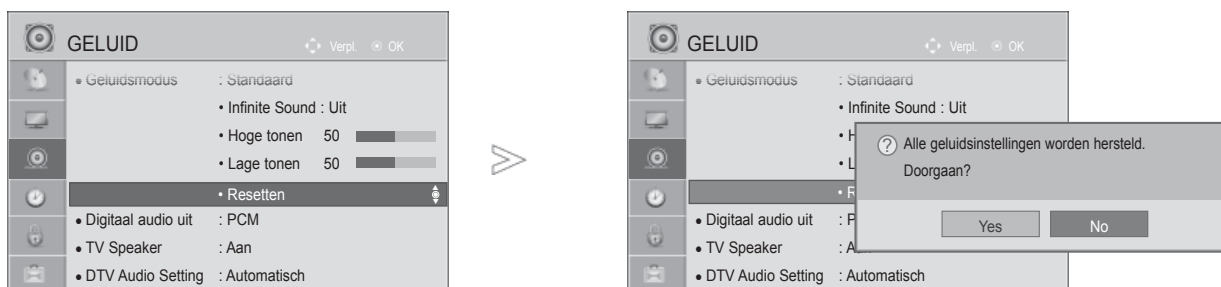 GELUID
Verpl. OK
• Geluidsmodus : Standaard
• Infinite Sound : Uit
• Hoge tonen 50
• Lage tonen 50
• Resetten
• Digitaal audio uit : PCM
• TV Speaker : Aan
• DTV Audio Setting : Automatisch
>>
GELUID
Verpl. OK
• Geluidsmodus : Standaard
• Infinite Sound : Uit
• H
• L
• R
• Digitaal audio uit : P
• TV Speaker : A
• DTV Audio Setting : Automatisch
? Alle geluidsinstellingen worden hersteld.
Doorgaan?
Yes No